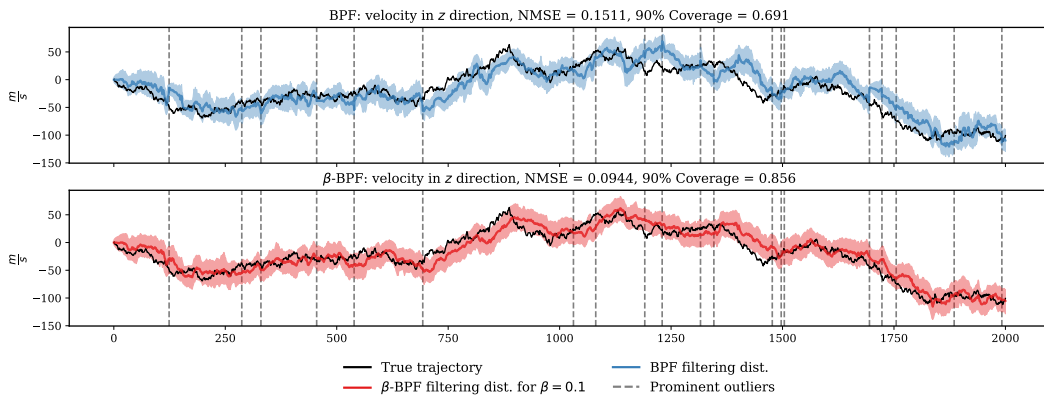 BPF: velocity in z direction, NMSE = 0.1511, 90% Coverage = 0.691
50
0
−50
−100
−150
m/s
β-BPF: velocity in z direction, NMSE = 0.0944, 90% Coverage = 0.856
50
0
−50
−100
−150
m/s
0 250 500 750 1000 1250 1500 1750 2000
True trajectory BPF filtering dist.
β-BPF filtering dist. for β = 0.1 Prominent outliers